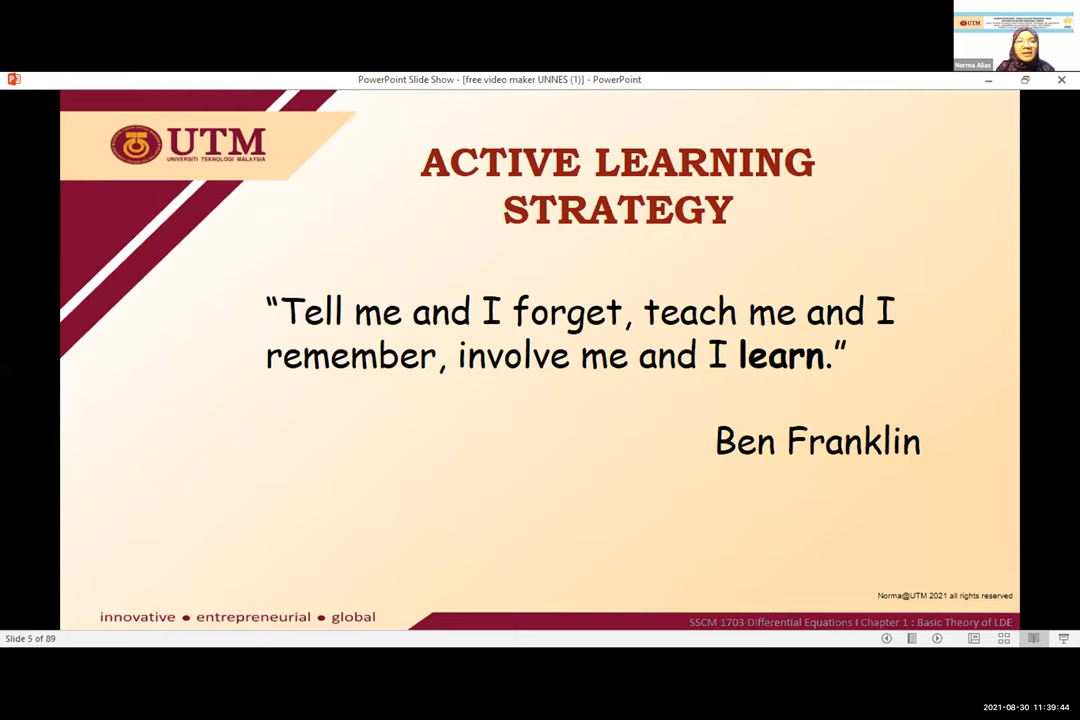 UTM
Norma Alias
PowerPoint Slide Show - [free video maker UNNES (1)] - PowerPoint
UTM
UNIVERSITI TEKNOLOGI MALAYSIA
ACTIVE LEARNING
STRATEGY
“Tell me and I forget, teach me and I
remember, involve me and I learn.”
Ben Franklin
Norma@UTM 2021 all rights reserved
innovative ● entrepreneurial ● global
SSCM 1703 Differential Equations I Chapter 1 : Basic Theory of LDE
Slide 5 of 89
2021-08-30 11:39:44